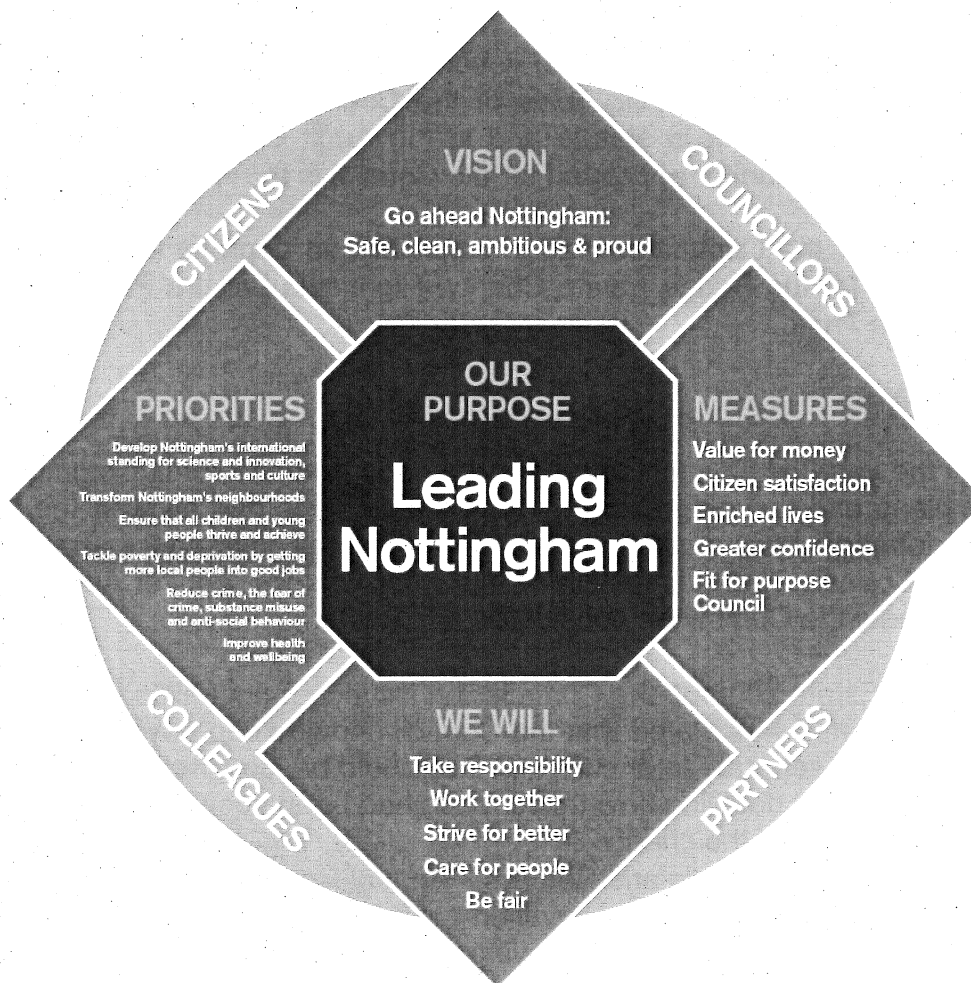 CITIZENS
COUNCILLORS
VISION
Go ahead Nottingham:
Safe, clean, ambitious & proud
PRIORITIES
Develop Nottingham's international
standing for science and innovation,
sports and culture
Transform Nottingham's neighbourhoods
Ensure that all children and young
people thrive and achieve
Tackle poverty and deprivation by getting
more local people into good jobs
Reduce crime, the fear of
crime, substance misuse
and anti-social behaviour
Improve health
and wellbeing
OUR
PURPOSE
Leading
Nottingham
MEASURES
Value for money
Citizen satisfaction
Enriched lives
Greater confidence
Fit for purpose
Council
WE WILL
Take responsibility
Work together
Strive for better
Care for people
Be fair
COLLEAGUES
PARTNERS